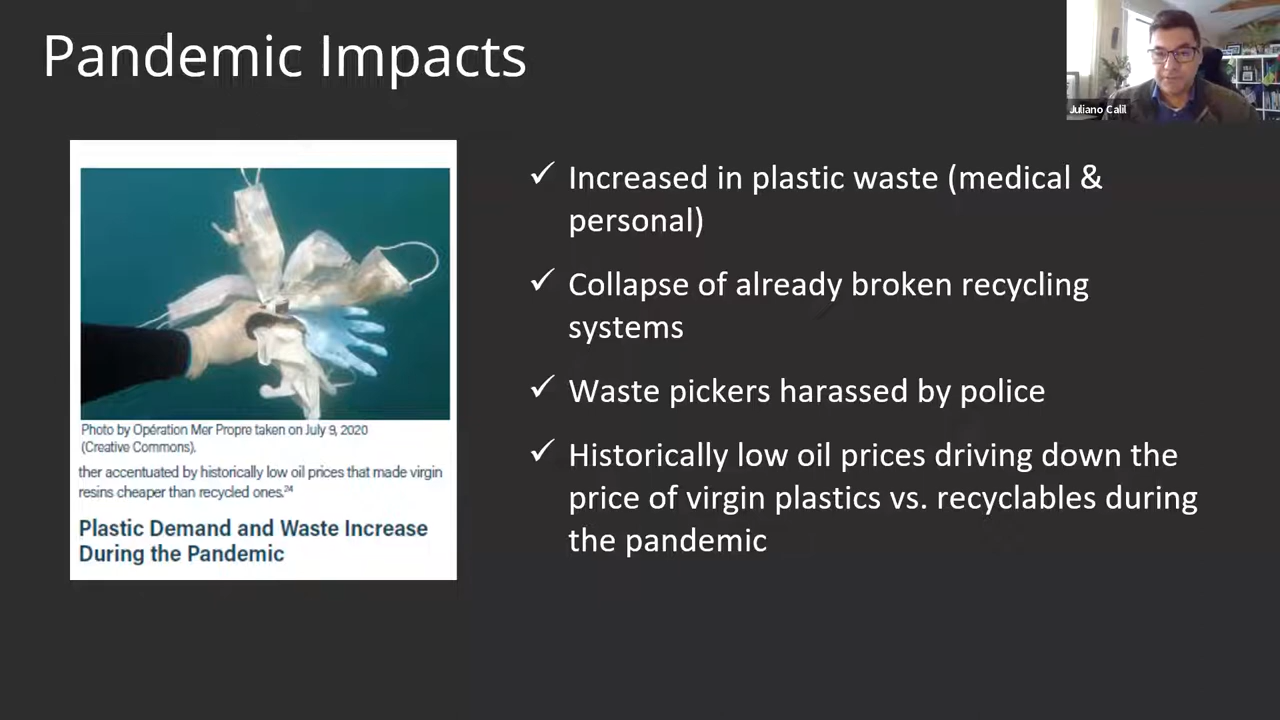 Pandemic Impacts
Juliano Calil
Increased in plastic waste (medical &
personal)
Collapse of already broken recycling
systems
Waste pickers harassed by police
Historically low oil prices driving down the
price of virgin plastics vs. recyclables during
the pandemic
Photo by Opération Mer Propre taken on July 9, 2020
(Creative Commons).
ther accentuated by historically low oil prices that made virgin
resins cheaper than recycled ones.24
Plastic Demand and Waste Increase
During the Pandemic